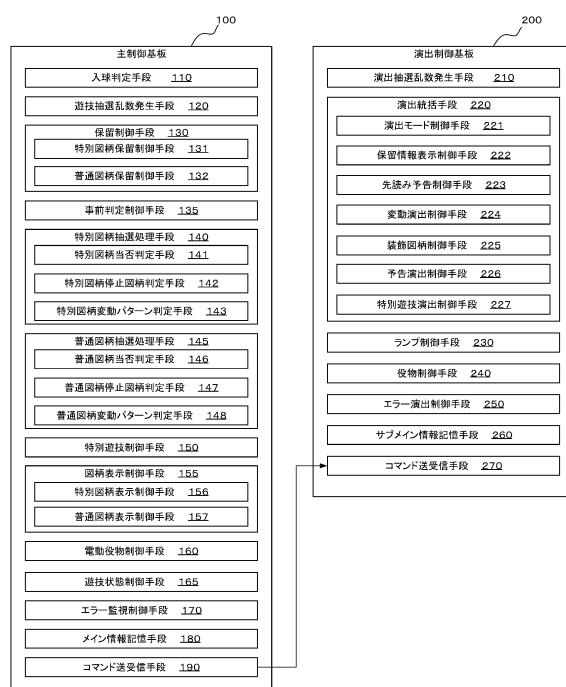 100
主制御基板
入球判定手段 110
遊技抽選乱数発生手段 120
保留制御手段 130
特別図柄保留制御手段 131
普通図柄保留制御手段 132
事前判定制御手段 135
特別図柄抽選処理手段 140
特別図柄当否判定手段 141
特別図柄停止図柄判定手段 142
特別図柄変動パターン判定手段 143
普通図柄抽選処理手段 145
普通図柄当否判定手段 146
普通図柄停止図柄判定手段 147
普通図柄変動パターン判定手段 148
特別遊技制御手段 150
図柄表示制御手段 155
特別図柄表示制御手段 156
普通図柄表示制御手段 157
電動役物制御手段 160
遊技状態制御手段 165
エラー監視制御手段 170
メイン情報記憶手段 180
コマンド送受信手段 190
200
演出制御基板
演出抽選乱数発生手段 210
演出統括手段 220
演出モード制御手段 221
保留情報表示制御手段 222
先読み予告制御手段 223
変動演出制御手段 224
装飾図柄制御手段 225
予告演出制御手段 226
特別遊技演出制御手段 227
ランプ制御手段 230
役物制御手段 240
エラー演出制御手段 250
サブメイン情報記憶手段 260
コマンド送受信手段 270